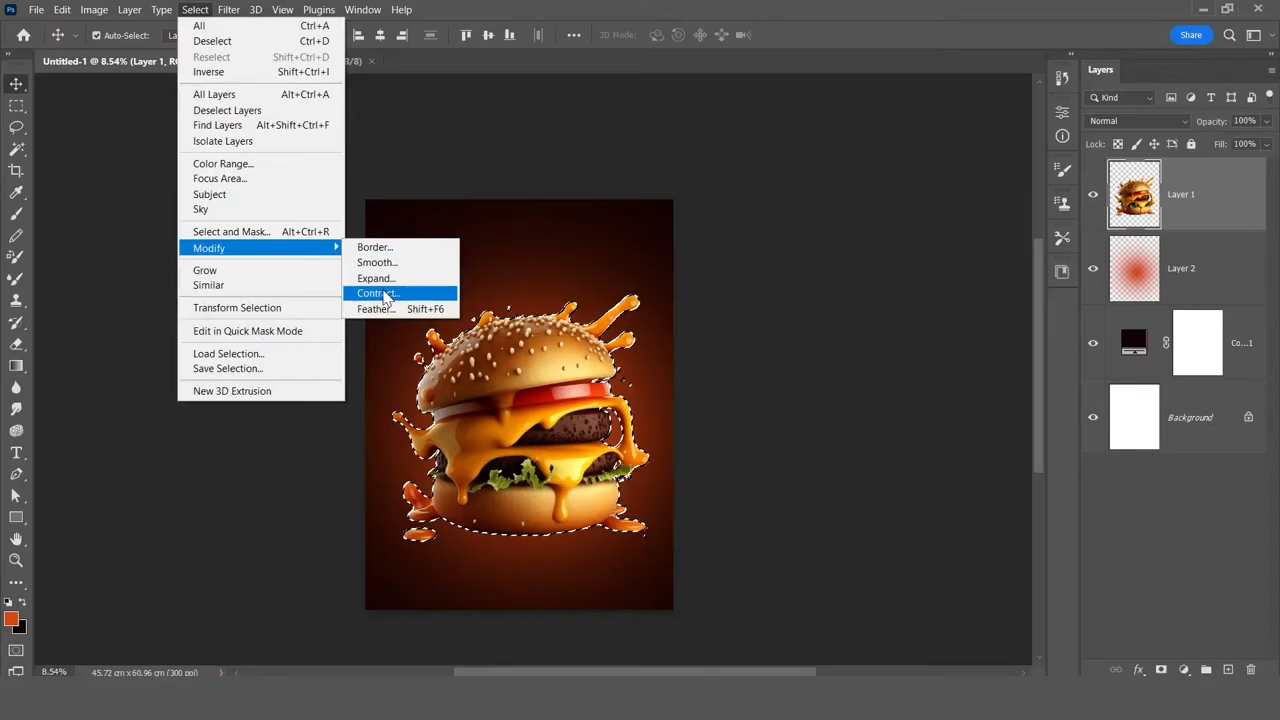 Ps File Edit Image Layer Type Select Filter 3D View Plugins Window Help
Auto-Select: 3D Mode: Share
Untitled-1 @ 8.54% (Layer 1, /8)
All Ctrl+A
Deselect Ctrl+D
Reselect Shift+Ctrl+D
Inverse Shift+Ctrl+I
All Layers Alt+Ctrl+A
Deselect Layers
Find Layers Alt+Shift+Ctrl+F
Isolate Layers
Color Range...
Focus Area...
Subject
Sky
Select and Mask... Alt+Ctrl+R
Modify
Grow
Similar
Transform Selection
Edit in Quick Mask Mode
Load Selection...
Save Selection...
New 3D Extrusion
Border...
Smooth...
Expand...
Contract...
Feather... Shift+F6
Layers
Kind
Normal Opacity: 100%
Lock: Fill: 100%
Layer 1
Layer 2
Co...1
Background
8.54% 45.72 cm x 60.96 cm (300 ppi)